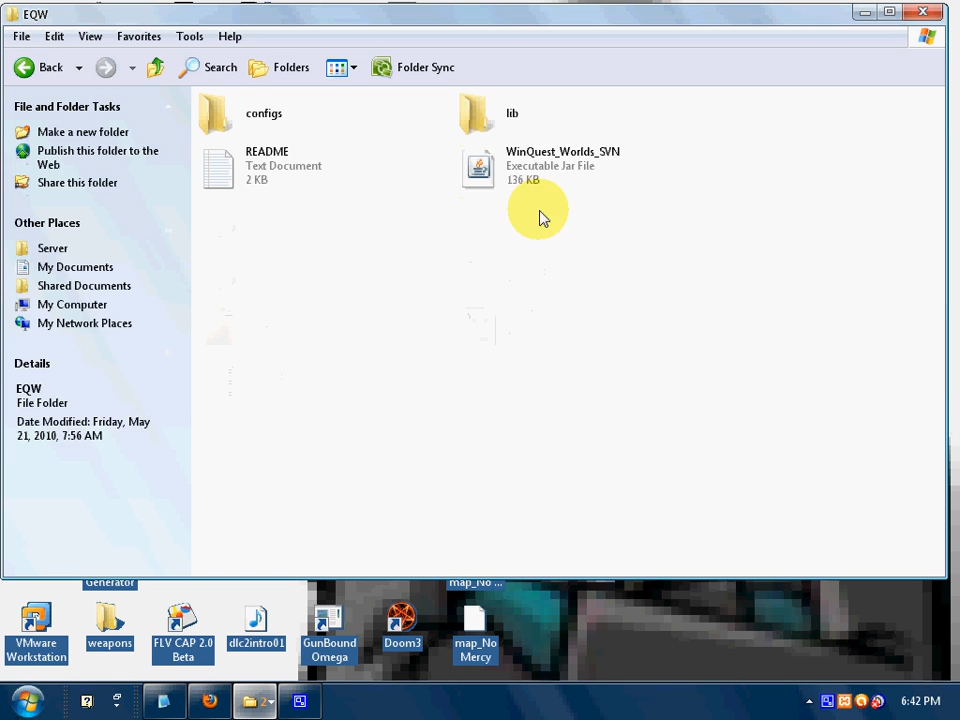 EQW
File Edit View Favorites Tools Help
Back Search Folders Folder Sync
File and Folder Tasks
Make a new folder
Publish this folder to the
Web
Share this folder
Other Places
Server
My Documents
Shared Documents
My Computer
My Network Places
Details
EQW
File Folder
Date Modified: Friday, May
21, 2010, 7:56 AM
configs
lib
README
Text Document
2 KB
WinQuest_Worlds_SVN
Executable Jar File
136 KB
Generator
map_No ...
VMware
Workstation
weapons
FLV CAP 2.0
Beta
dlc2intro01
GunBound
Omega
Doom3
map_No
Mercy
2
6:42 PM